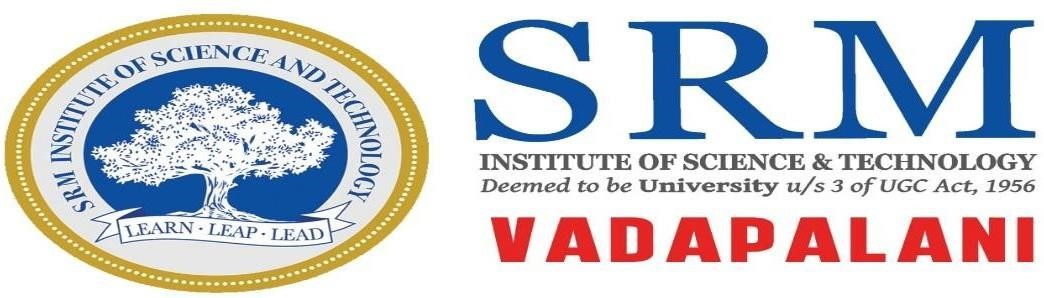 SRM INSTITUTE OF SCIENCE AND TECHNOLOGY
LEARN · LEAP · LEAD
SRM
INSTITUTE OF SCIENCE & TECHNOLOGY
Deemed to be University u/s 3 of UGC Act, 1956
VADAPALANI